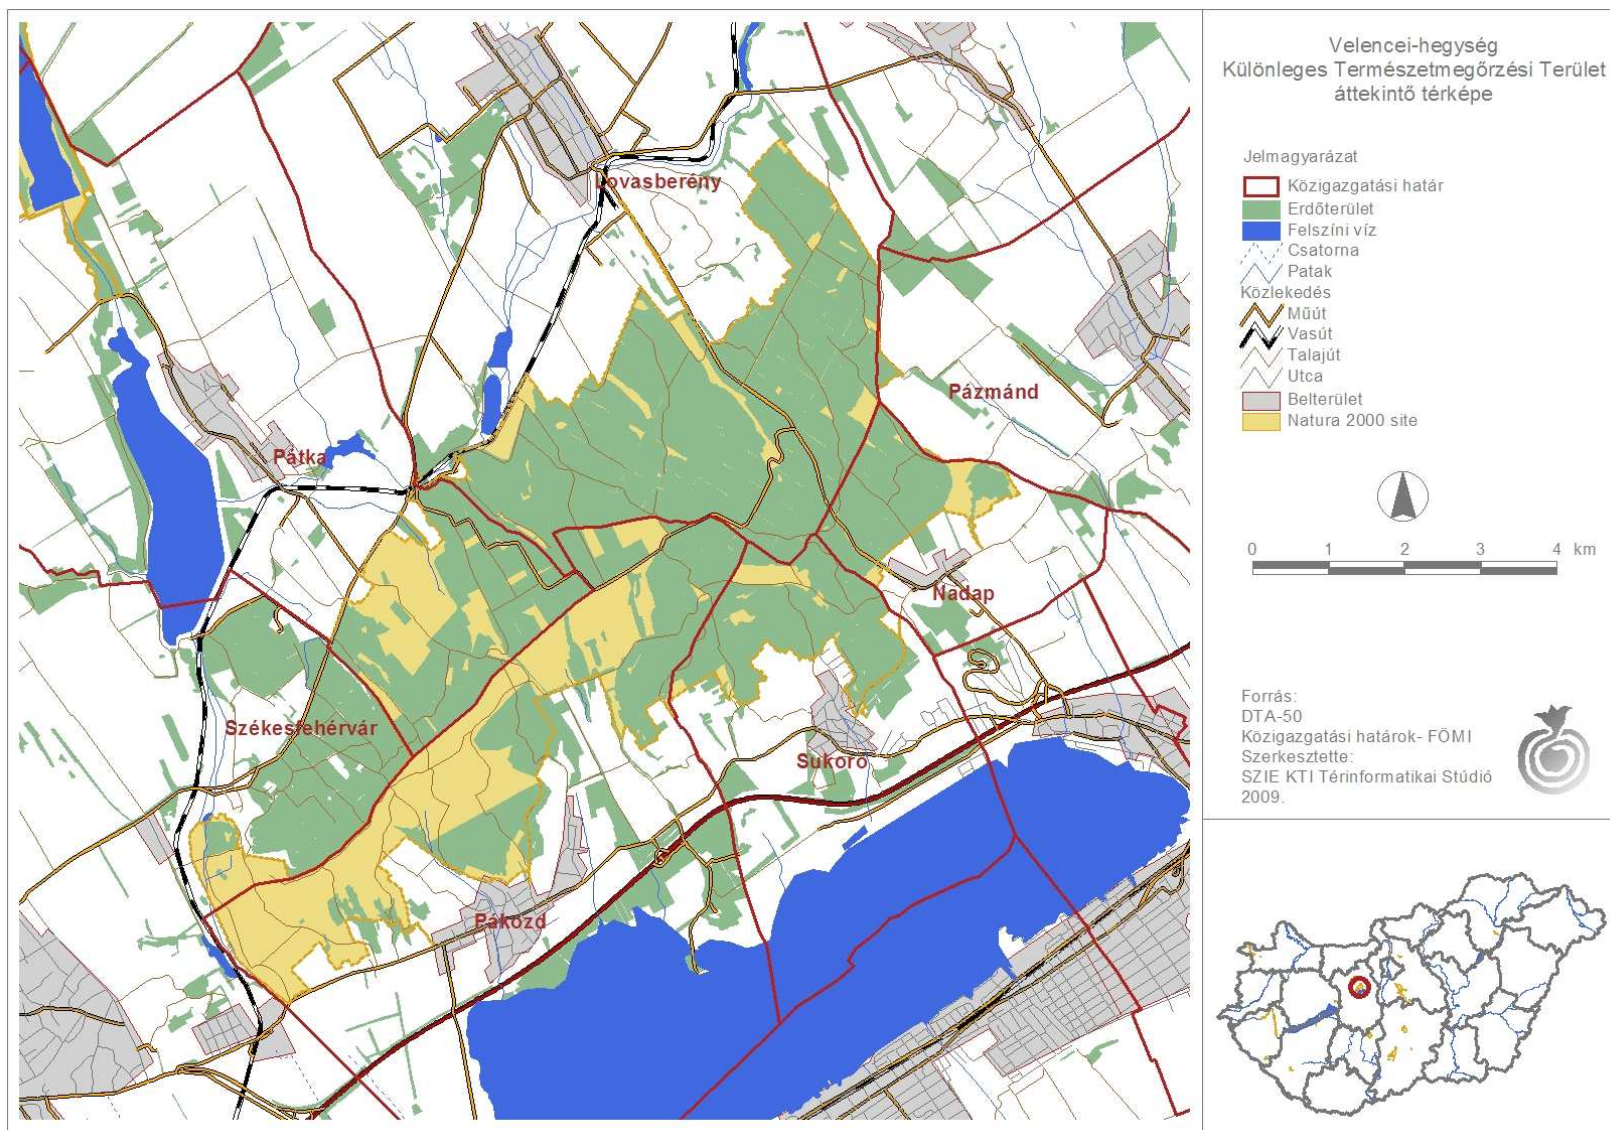 Velencei-hegység
Különleges Természetmegőrzési Terület
áttekintő térképe
Jelmagyarázat
Közigazgatási határ
Erdőterület
Felszíni víz
Csatorna
Patak
Közlekedés
Műút
Vasút
Talajút
Utca
Belterület
Natura 2000 site
0 1 2 3 4 km
Forrás:
DTA-50
Közigazgatási határok- FÖMI
Szerkesztette:
SZIE KTI Térinformatikai Stúdió
2009.
Lovasberény
Pázmánd
Pátka
Nadap
Székesfehérvár
Sukoró
Pákozd